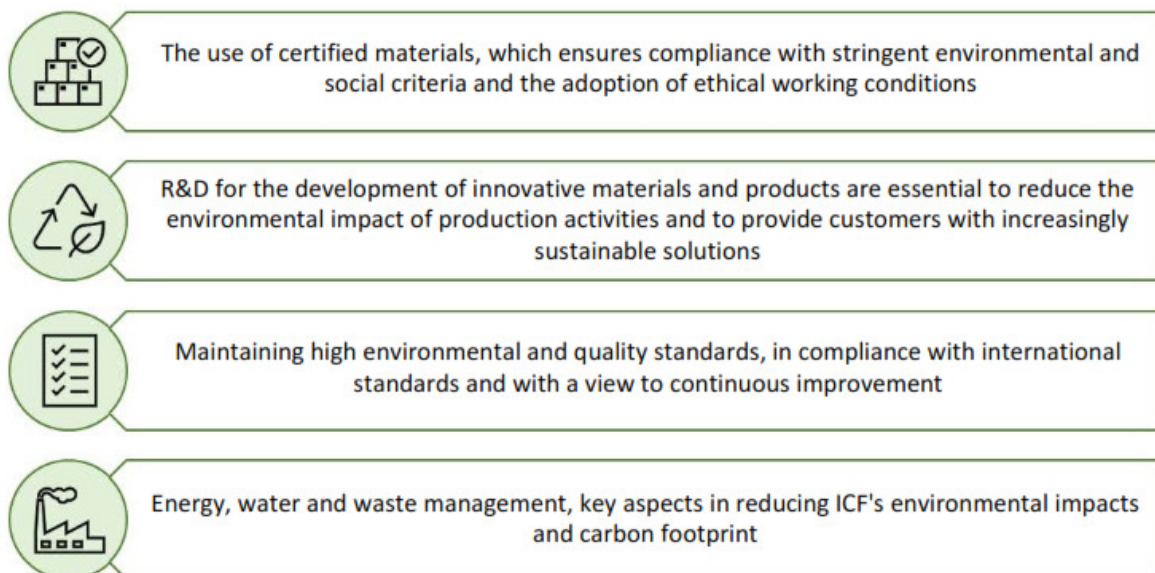 The use of certified materials, which ensures compliance with stringent environmental and
social criteria and the adoption of ethical working conditions
R&D for the development of innovative materials and products are essential to reduce the
environmental impact of production activities and to provide customers with increasingly
sustainable solutions
Maintaining high environmental and quality standards, in compliance with international
standards and with a view to continuous improvement
Energy, water and waste management, key aspects in reducing ICF's environmental impacts
and carbon footprint